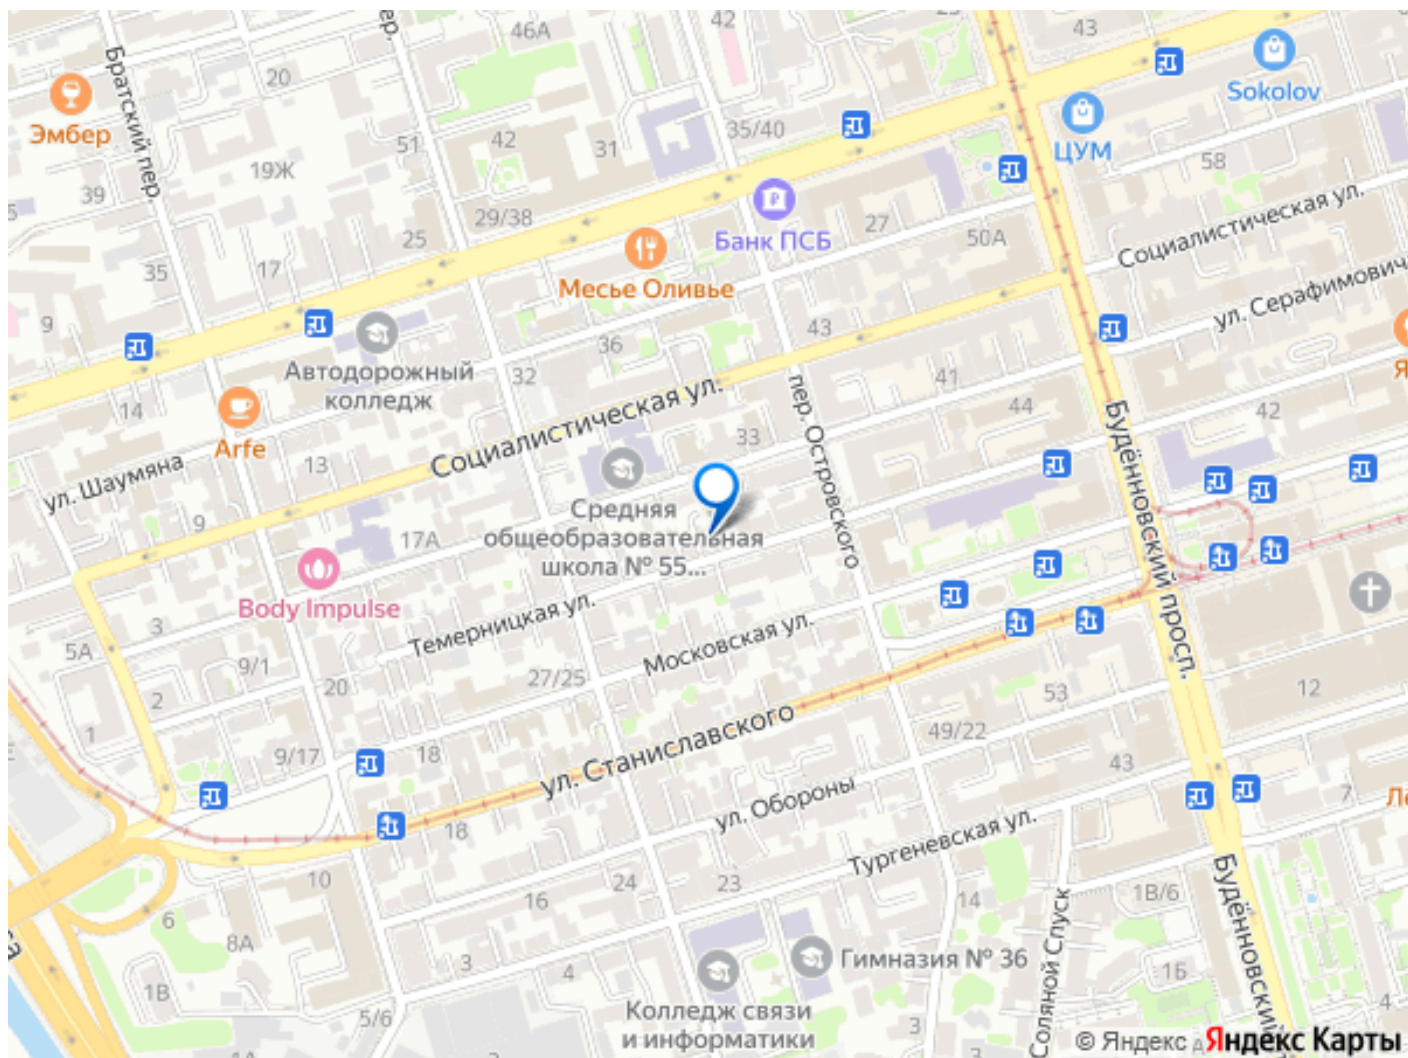 46А
42
43
Братский пер.
пер.
20
Эмбер
Sokolov
ЦУМ
51
42
31
35/40
58
19Ж
39
29/38
25
27
50А
Банк ПСБ
Социалистическая ул.
35
17
Месье Оливье
ул. Серафимович
9
43
36
Автодорожный
колледж
32
41
14
Arfe
Социалистическая ул.
пер. Островского
44
42
Я
33
13
ул. Шаумяна
Будённовский просп.
9
17А
Средняя
общеобразовательная
школа № 55...
Body Impulse
Темерницкая ул.
Московская ул.
3
5А
9/1
2
20
27/25
53
12
1
9/17
18
ул. Станиславского
49/22
43
ул. Обороны
7
Ле
18
Тургеневская ул.
10
24
23
16
14
1В/6
6
8А
Соляной Спуск
Будённовский
3
4
Гимназия № 36
1Б
1В
Колледж связи
и информатики
5/6
3
4
© Яндекс
Яндекс Карты